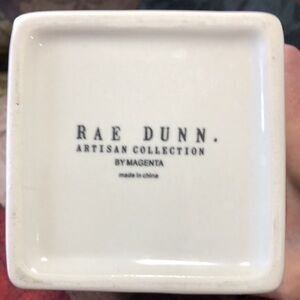 RAE DUNN.
ARTISAN COLLECTION
BY MAGENTA
made in china